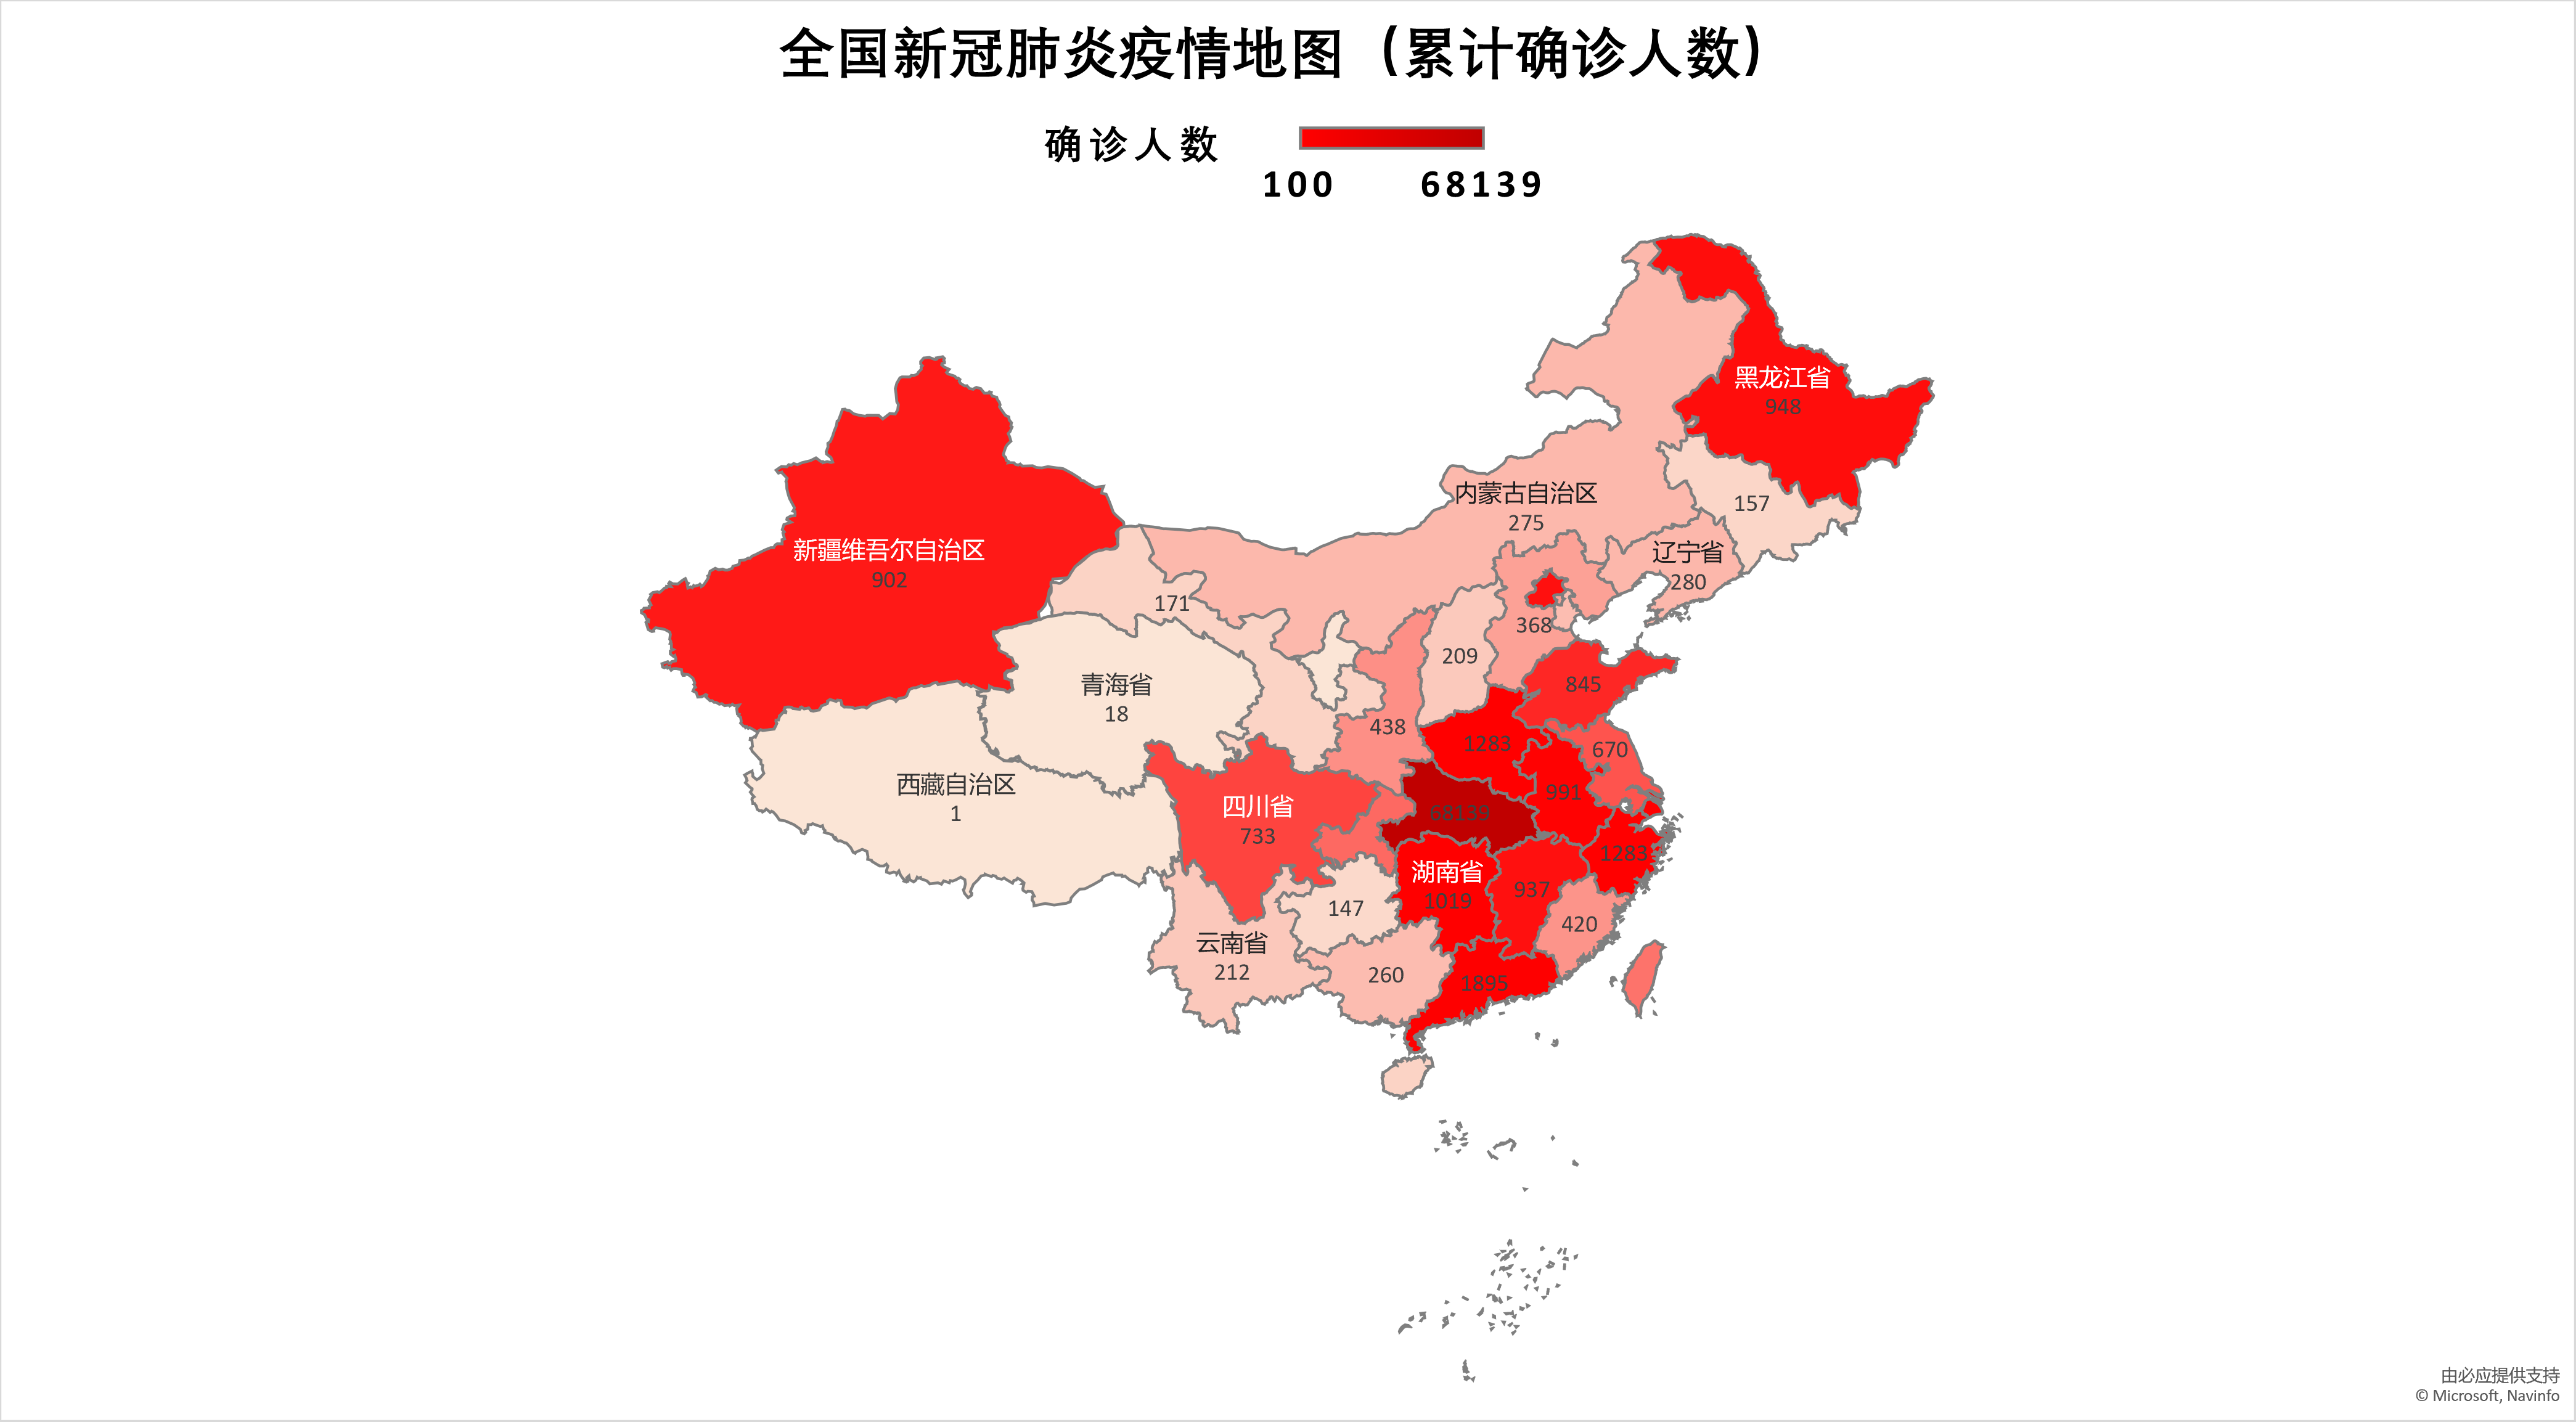 全国新冠肺炎疫情地图（累计确诊人数）
确诊人数
100 68139
黑龙江省
948
内蒙古自治区
275
157
新疆维吾尔自治区
902
辽宁省
280
171
368
209
青海省
18
845
438
1283
670
西藏自治区
1
四川省
733
991
68139
1283
湖南省
1019
937
147
420
云南省
212
260
1895
由必应提供支持
© Microsoft, Navinfo